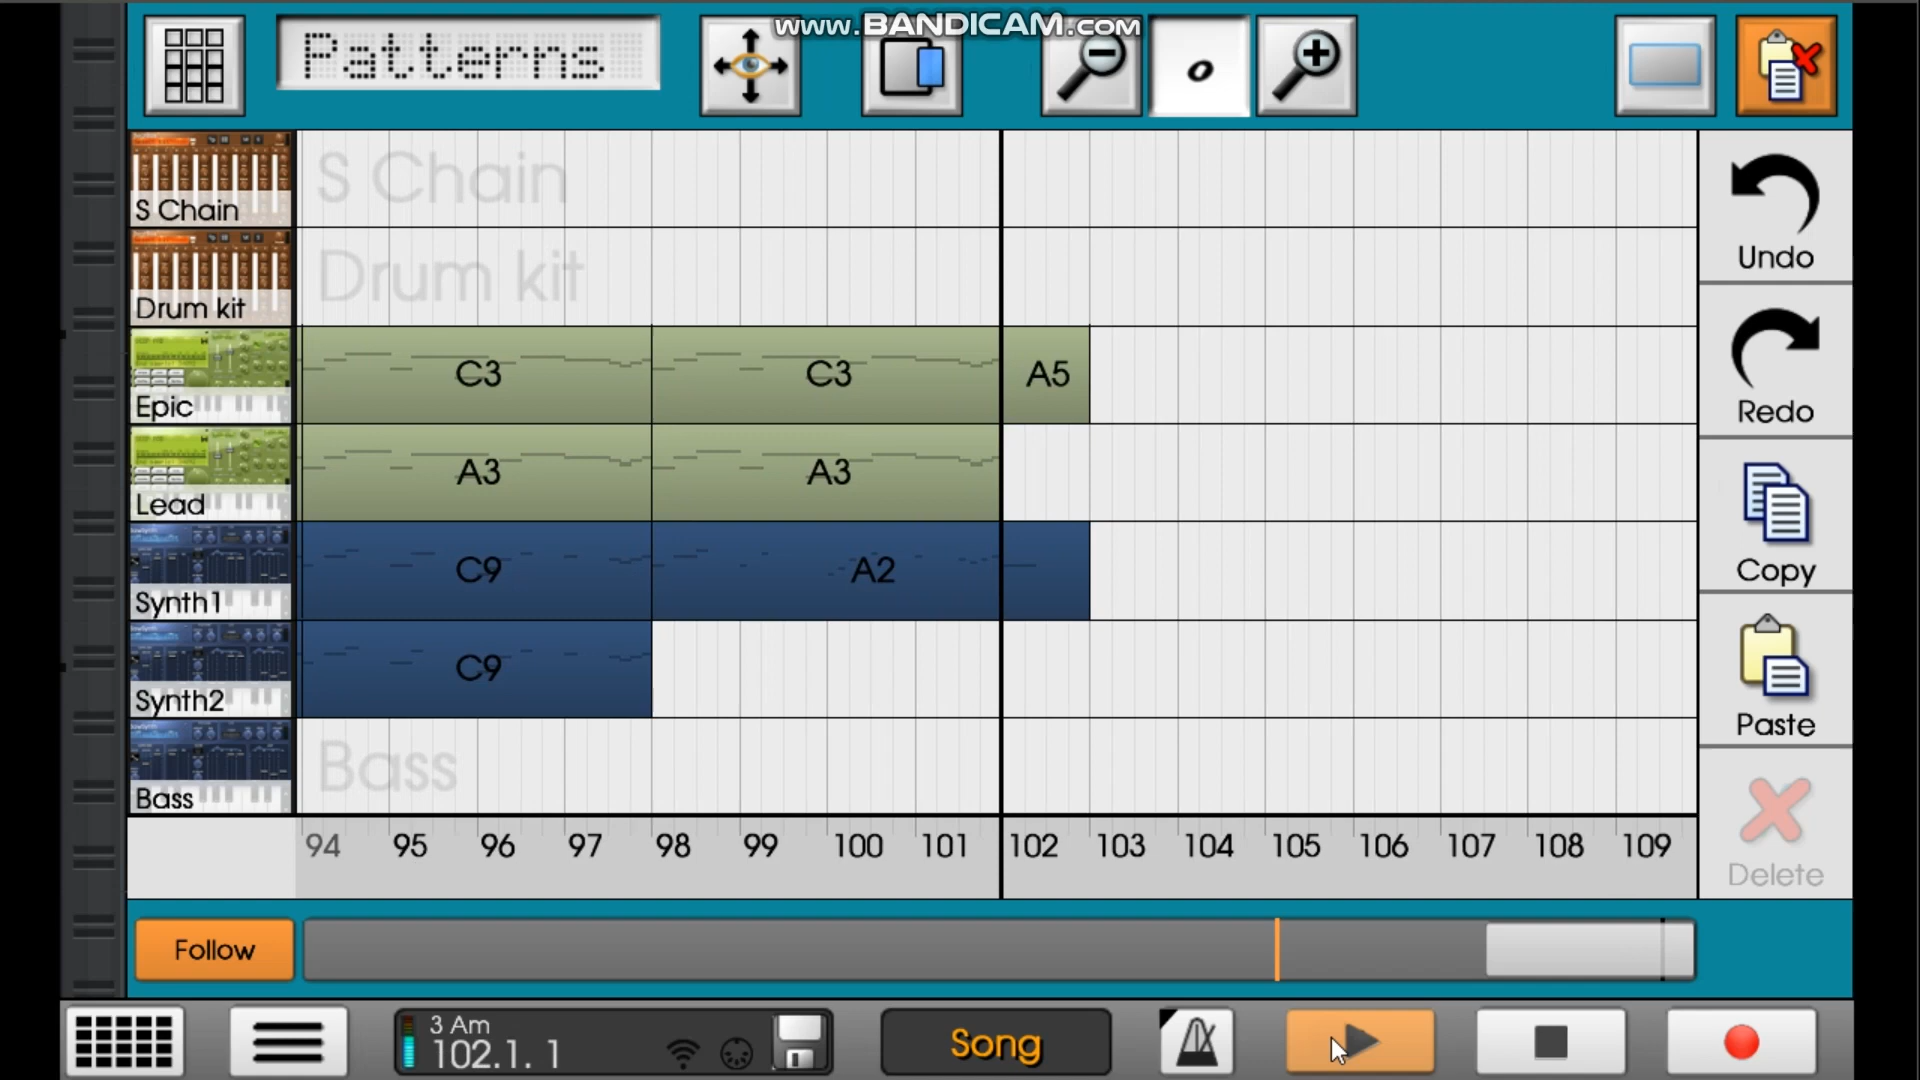 www.BANDICAM.com
Patterns
S Chain
S Chain
Undo
Drum kit
Drum kit
Redo
Epic
C3
C3
A5
Lead
A3
A3
Copy
Synth1
C9
A2
Synth2
C9
Paste
Bass
Bass
Delete
94 95 96 97 98 99 100 101 102 103 104 105 106 107 108 109
Follow
3 Am
102.1. 1
Song